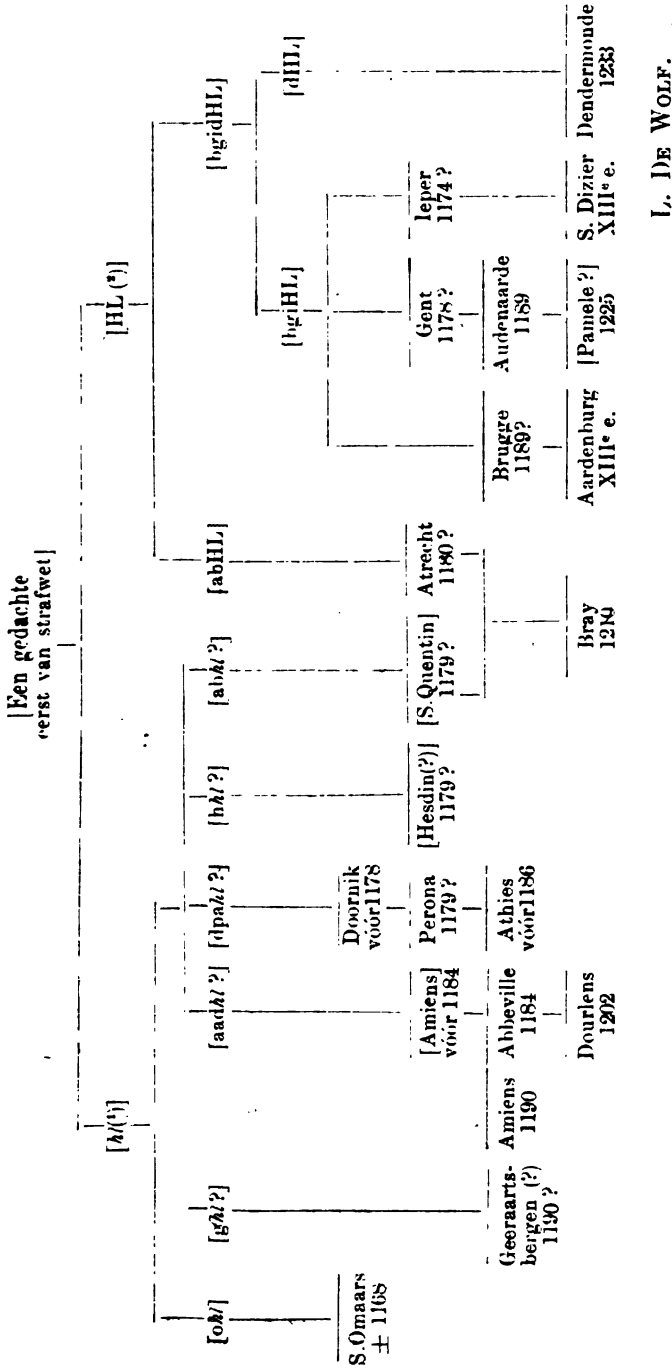 [Een gedachte
eerst van strafwet]
[hl(¹)]
[HL (²)]
[ohl]
[ghl?]
[aadhl?]
[dpahl?]
[hhl?]
[abhl?]
[abHL]
[bgidHL]
[bgiHL]
[dHL]
S.Omaars
± 1168
Doornik
vóór 1178
[Amiens]
vóór 1184
Perona
1179?
[Hesdin(?)]
1179?
[S.Quentin]
1179?
Atrecht
1180?
Gent
1178?
Ieper
1174?
Geeraarts-
bergen (?)
1190?
Amiens
1190
Abbeville
1184
Athies
vóór 1186
Brugge
1189?
Audenaarde
1189
Dourlens
1202
Bray
1210
Aardenburg
XIIIᵉ e.
[Pamele?]
1225
S. Dizier
XIIIᵉ e.
Dendermonde
1233
L. DE WOLF.